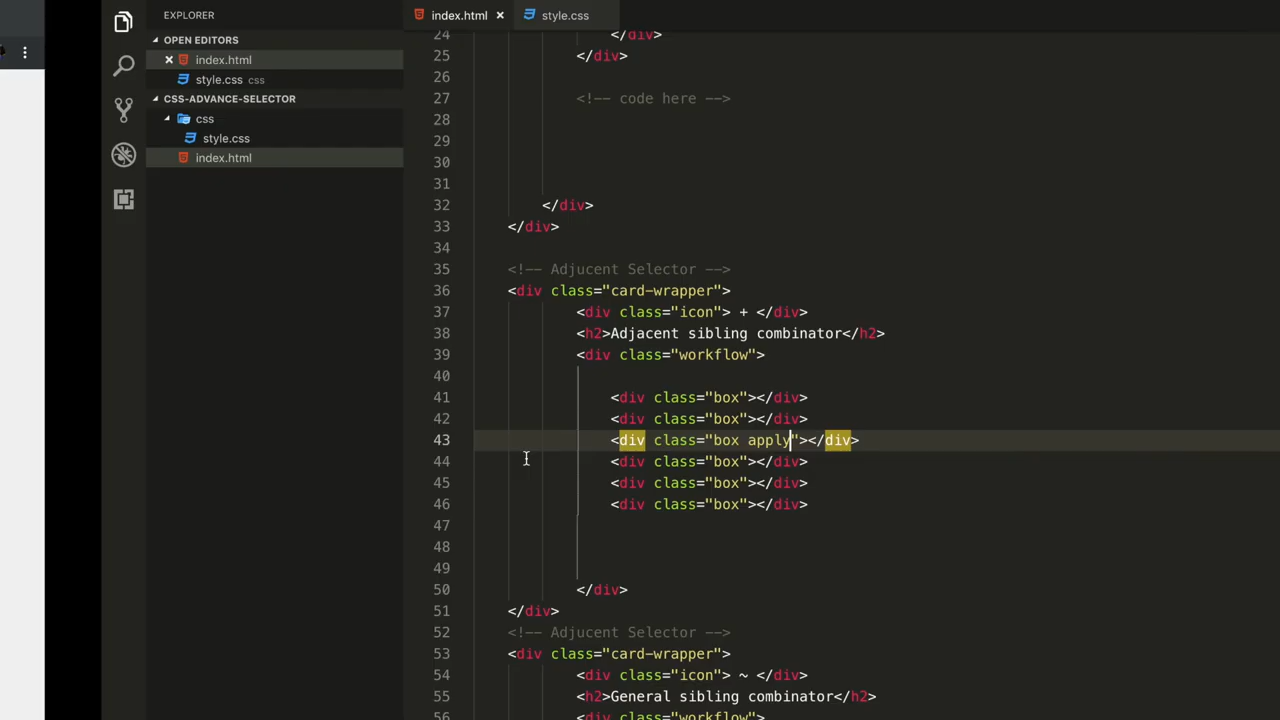 EXPLORER
OPEN EDITORS
index.html
style.css css
CSS-ADVANCE-SELECTOR
css
style.css
index.html
index.html
style.css
24 </div>
25 </div>
26
27 <!-- code here -->
28
29
30
31
32 </div>
33 </div>
34
35 <!-- Adjucent Selector -->
36 <div class="card-wrapper">
37 <div class="icon"> + </div>
38 <h2>Adjacent sibling combinator</h2>
39 <div class="workflow">
40
41 <div class="box"></div>
42 <div class="box"></div>
43 <div class="box apply"></div>
44 <div class="box"></div>
45 <div class="box"></div>
46 <div class="box"></div>
47
48
49
50 </div>
51 </div>
52 <!-- Adjucent Selector -->
53 <div class="card-wrapper">
54 <div class="icon"> ~ </div>
55 <h2>General sibling combinator</h2>
56 <div class="workflow">